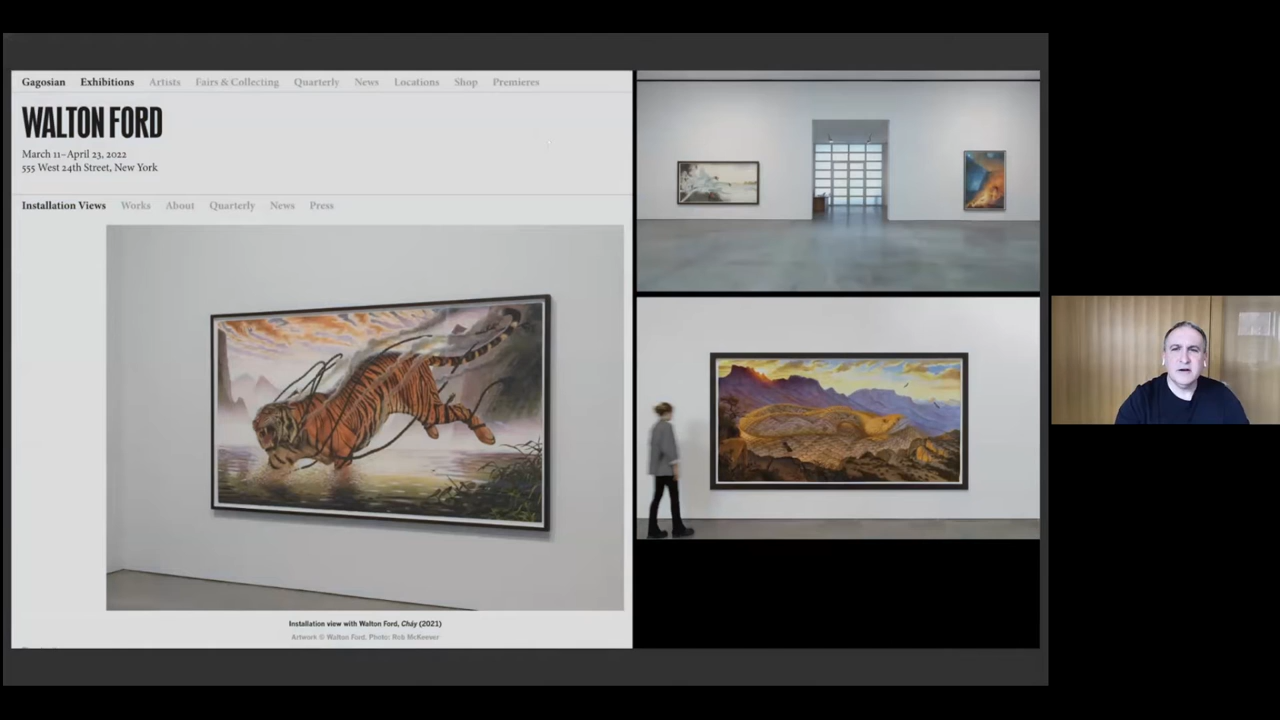 Gagosian Exhibitions Artists Fairs & Collecting Quarterly News Locations Shop Premieres
WALTON FORD
March 11–April 23, 2022
555 West 24th Street, New York
Installation Views Works About Quarterly News Press
Installation view with Walton Ford, Cháy (2021)
Artwork © Walton Ford. Photo: Rob McKeever